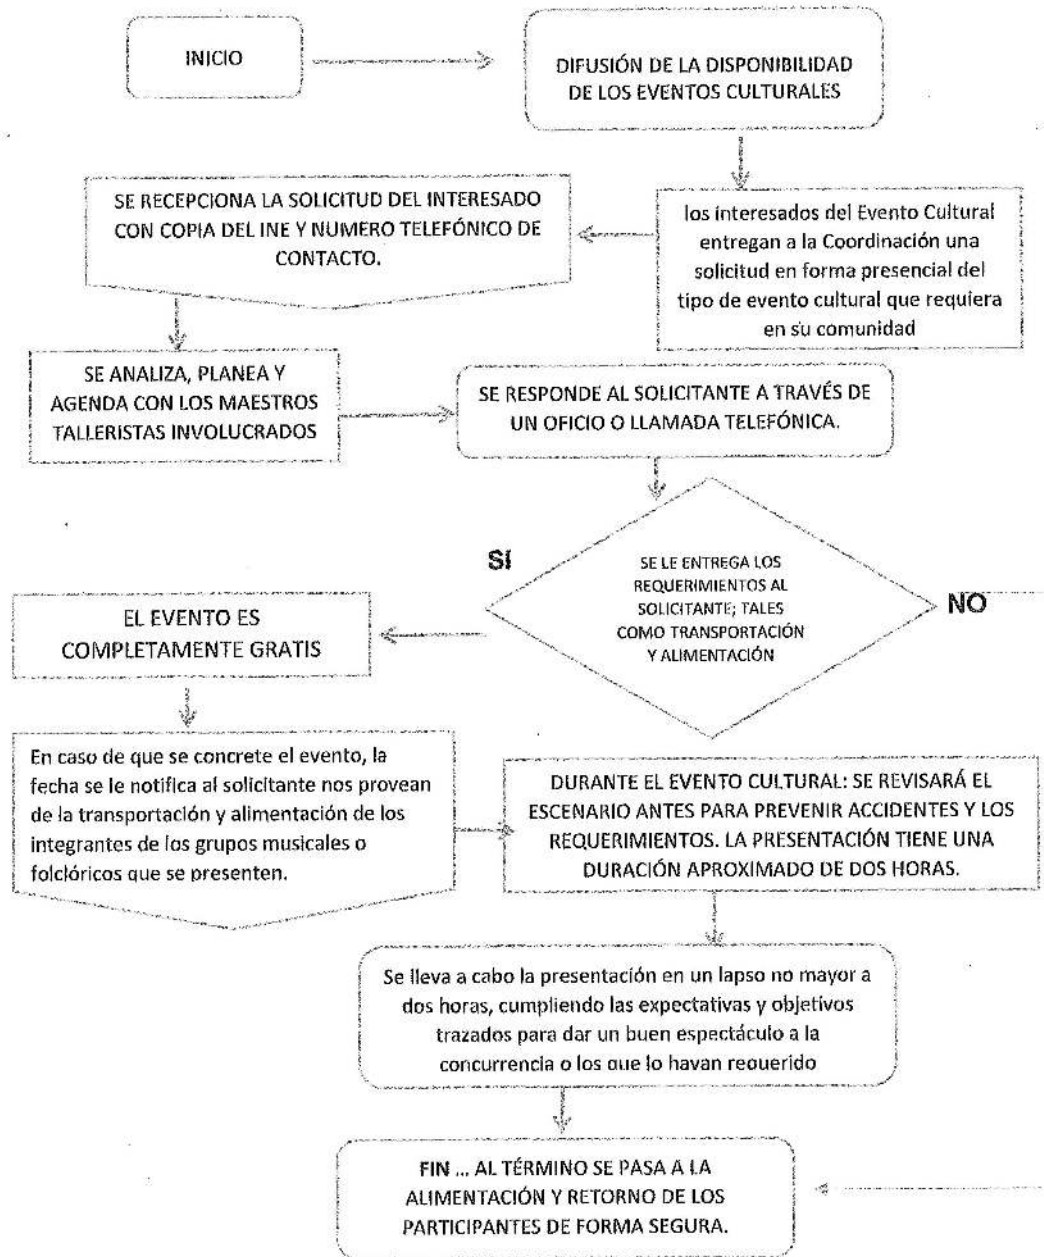 INICIO
DIFUSIÓN DE LA DISPONIBILIDAD
DE LOS EVENTOS CULTURALES
los interesados del Evento Cultural
entregan a la Coordinación una
solicitud en forma presencial del
tipo de evento cultural que requiera
en su comunidad
SE RECEPCIONA LA SOLICITUD DEL INTERESADO
CON COPIA DEL INE Y NUMERO TELEFÓNICO DE
CONTACTO.
SE ANALIZA, PLANEA Y
AGENDA CON LOS MAESTROS
TALLERISTAS INVOLUCRADOS
SE RESPONDE AL SOLICITANTE A TRAVÉS DE
UN OFICIO O LLAMADA TELEFÓNICA.
SE LE ENTREGA LOS
REQUERIMIENTOS AL
SOLICITANTE; TALES
COMO TRANSPORTACIÓN
Y ALIMENTACIÓN
SI
NO
EL EVENTO ES
COMPLETAMENTE GRATIS
En caso de que se concrete el evento, la
fecha se le notifica al solicitante nos provean
de la transportación y alimentación de los
integrantes de los grupos musicales o
folclóricos que se presenten.
DURANTE EL EVENTO CULTURAL: SE REVISARÁ EL
ESCENARIO ANTES PARA PREVENIR ACCIDENTES Y LOS
REQUERIMIENTOS. LA PRESENTACIÓN TIENE UNA
DURACIÓN APROXIMADO DE DOS HORAS.
Se lleva a cabo la presentación en un lapso no mayor a
dos horas, cumpliendo las expectativas y objetivos
trazados para dar un buen espectáculo a la
concurrencia o los que lo hayan requerido
FIN ... AL TÉRMINO SE PASA A LA
ALIMENTACIÓN Y RETORNO DE LOS
PARTICIPANTES DE FORMA SEGURA.